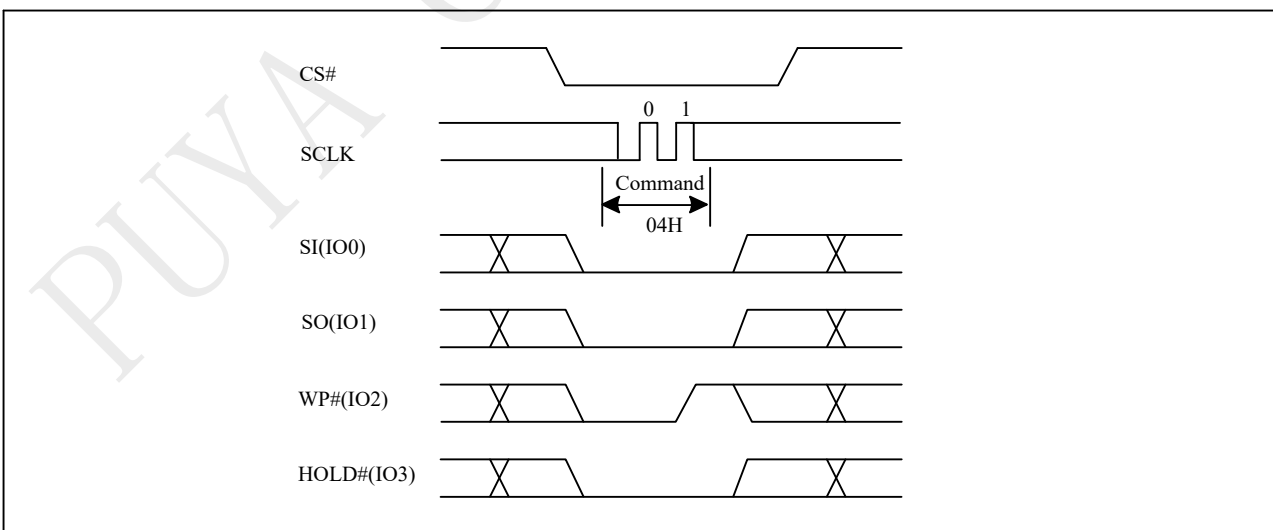 PUYA
CS#
0 1
SCLK
Command
04H
SI(IO0)
SO(IO1)
WP#(IO2)
HOLD#(IO3)